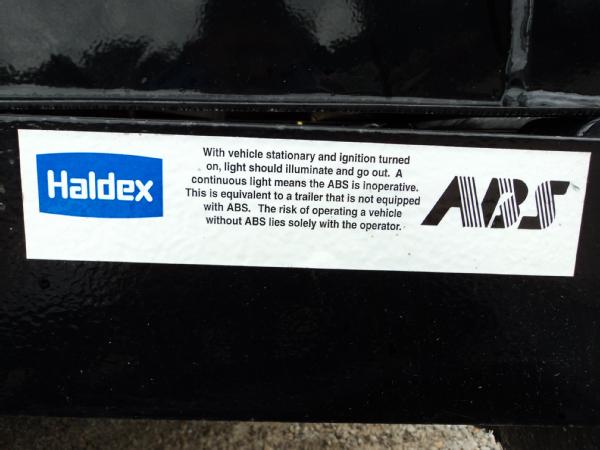 Haldex
With vehicle stationary and ignition turned
on, light should illuminate and go out. A
continuous light means the ABS is inoperative.
This is equivalent to a trailer that is not equipped
with ABS. The risk of operating a vehicle
without ABS lies solely with the operator.
ABS